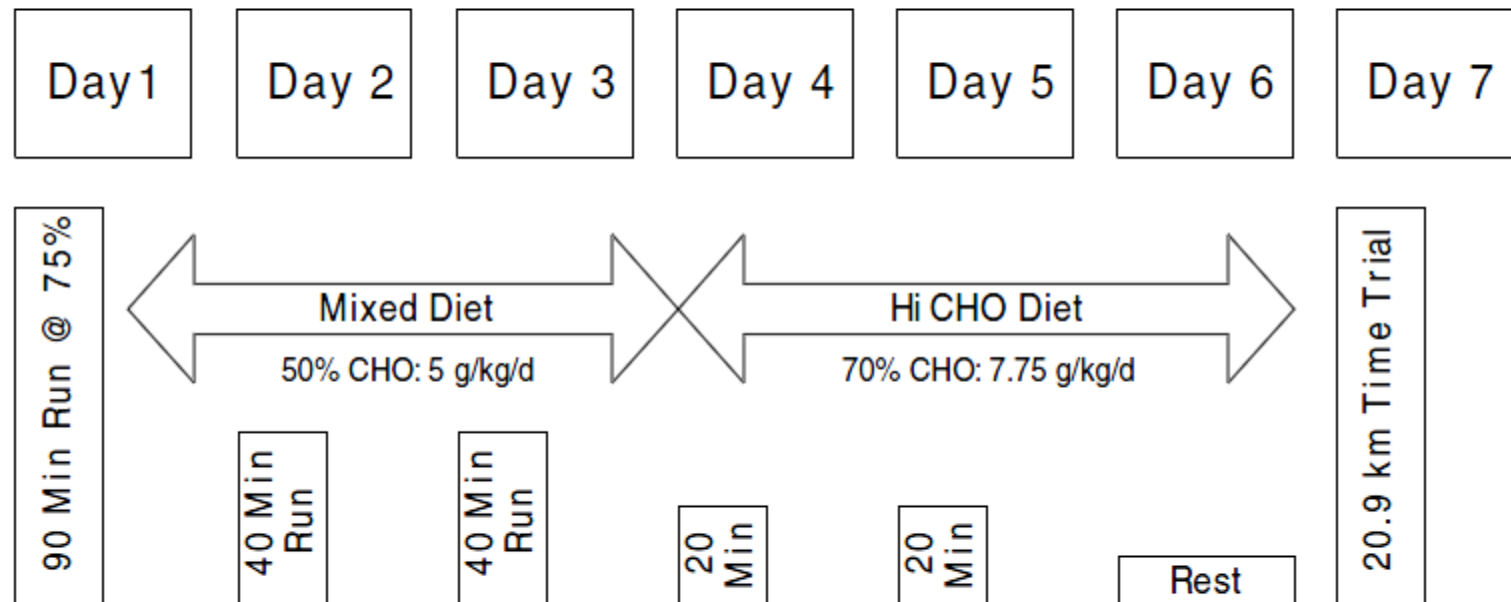 Day1
Day 2
Day 3
Day 4
Day 5
Day 6
Day 7
90 Min Run @ 75%
Mixed Diet
50% CHO: 5 g/kg/d
Hi CHO Diet
70% CHO: 7.75 g/kg/d
40 Min
Run
40 Min
Run
20
Min
20
Min
Rest
20.9 km Time Trial